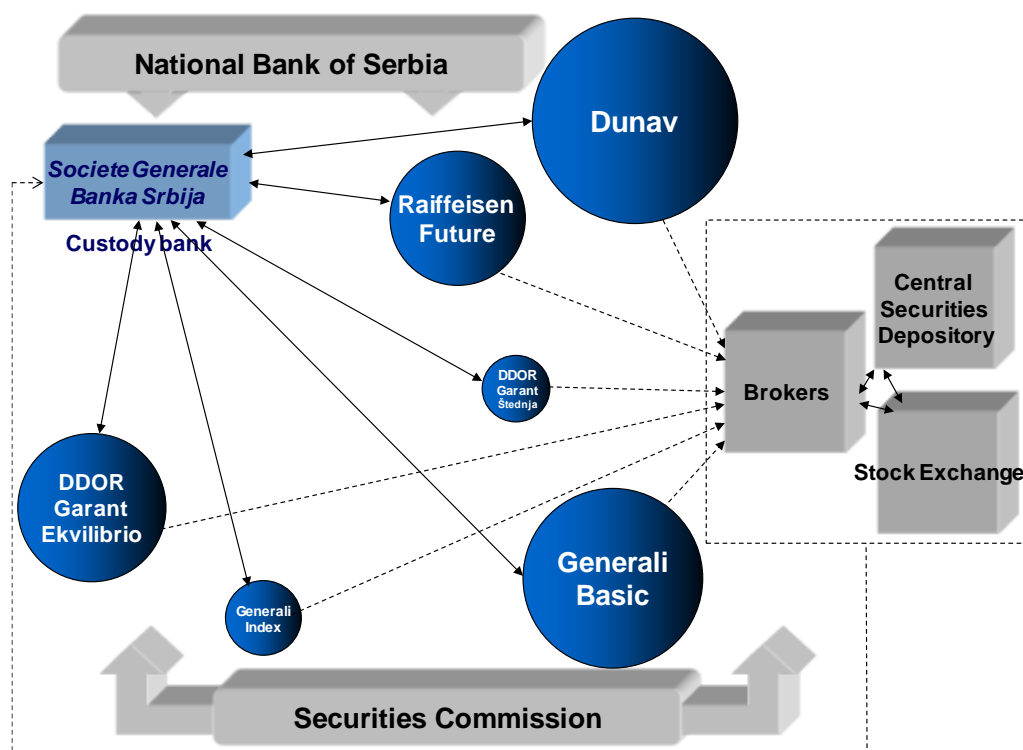 National Bank of Serbia
Dunav
Societe Generale
Banka Srbija
Custody bank
Raiffeisen
Future
Central
Securities
Depository
Brokers
DDOR
Garant
Štednja
Stock Exchange
DDOR
Garant
Ekvilibrio
Generali
Basic
Generali
Index
Securities Commission